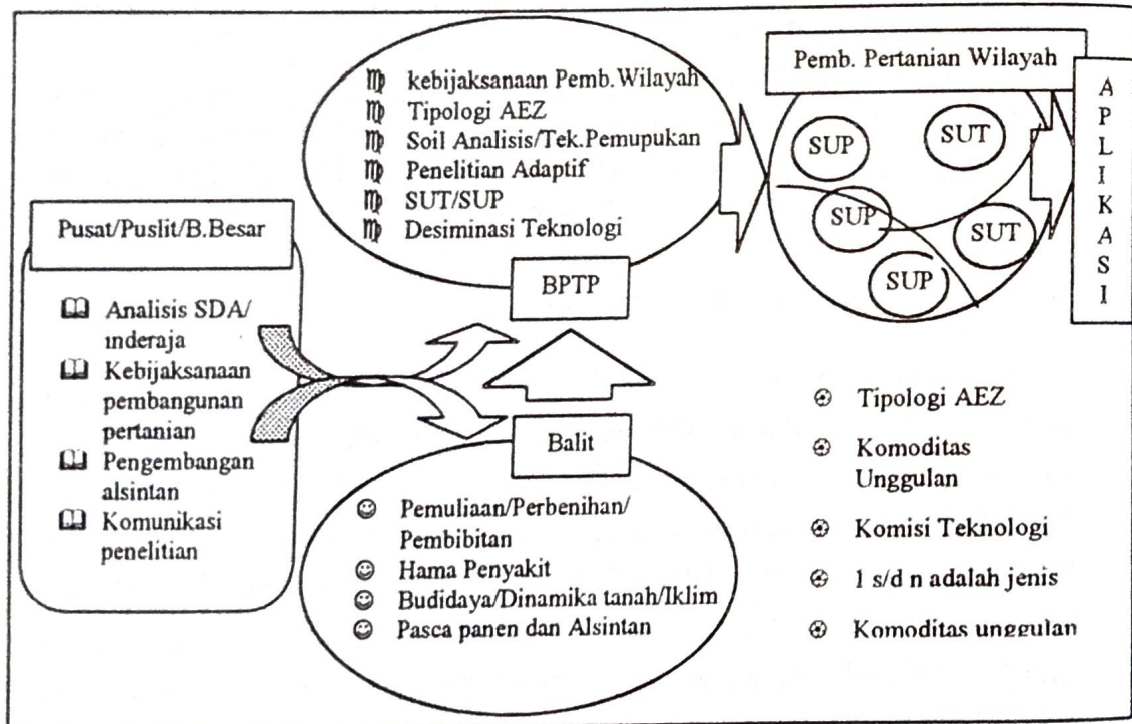 Pusat/Puslit/B.Besar
Analisis SDA/
inderaja
Kebijaksanaan
pembangunan
pertanian
Pengembangan
alsintan
Komunikasi
penelitian
kebijaksanaan Pemb.Wilayah
Tipologi AEZ
Soil Analisis/Tek.Pemupukan
Penelitian Adaptif
SUT/SUP
Desiminasi Teknologi
BPTP
Balit
Pemuliaan/Perbenihan/
Pembibitan
Hama Penyakit
Budidaya/Dinamika tanah/Iklim
Pasca panen dan Alsintan
Pemb. Pertanian Wilayah
SUP
SUT
SUP
SUT
SUP
APLIKASI
Tipologi AEZ
Komoditas
Unggulan
Komisi Teknologi
1 s/d n adalah jenis
Komoditas unggulan